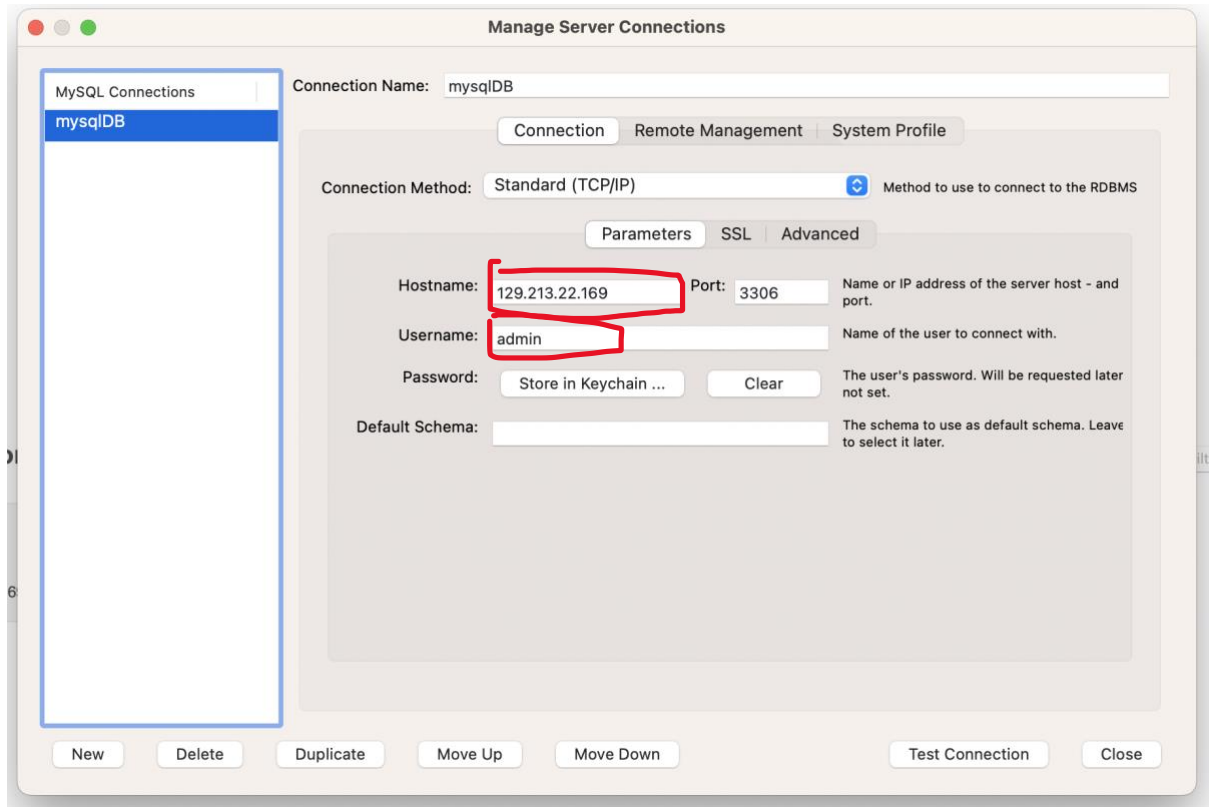 Manage Server Connections
MySQL Connections
mysqlDB
Connection Name: mysqlDB
Connection Remote Management System Profile
Connection Method: Standard (TCP/IP) Method to use to connect to the RDBMS
Parameters SSL Advanced
Hostname: 129.213.22.169 Port: 3306 Name or IP address of the server host - and
port.
Username: admin Name of the user to connect with.
Password: Store in Keychain ... Clear The user's password. Will be requested later
not set.
Default Schema: The schema to use as default schema. Leave
to select it later.
New Delete Duplicate Move Up Move Down Test Connection Close